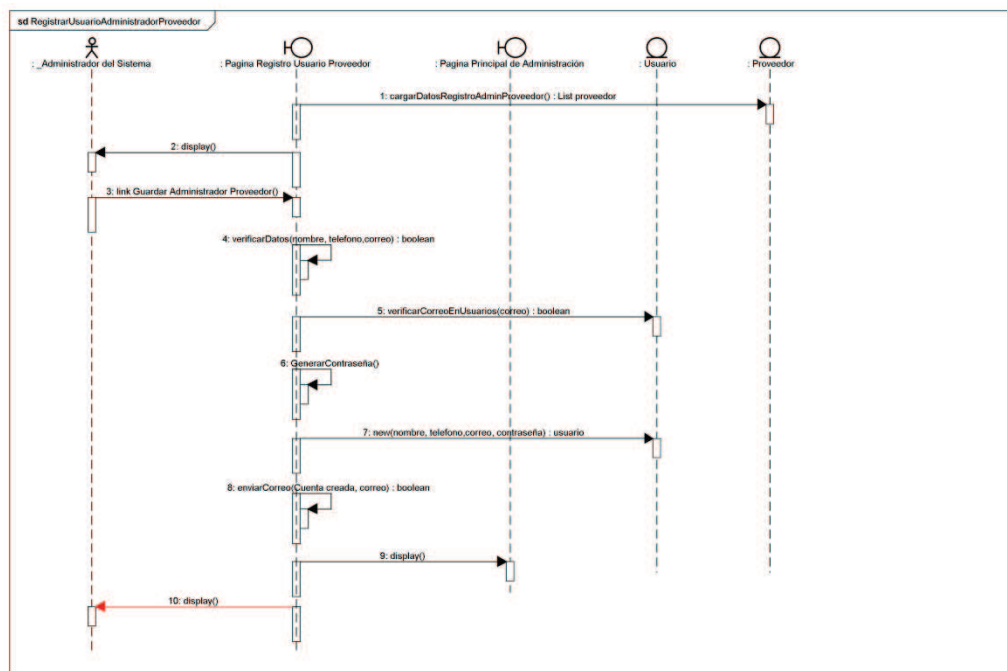 sd RegistrarUsuarioAdministradorProveedor
: _Administrador del Sistema
: Pagina Registro Usuario Proveedor
: Pagina Principal de Administración
: Usuario
: Proveedor
1: cargarDatosRegistroAdminProveedor() : List proveedor
2: display()
3: link Guardar Administrador Proveedor()
4: verificarDatos(nombre, telefono,correo) : boolean
5: verificarCorreoEnUsuarios(correo) : boolean
6: GenerarContraseña()
7: new(nombre, telefono,correo, contraseña) : usuario
8: enviarCorreo(Cuenta creada, correo) : boolean
9: display()
10: display()